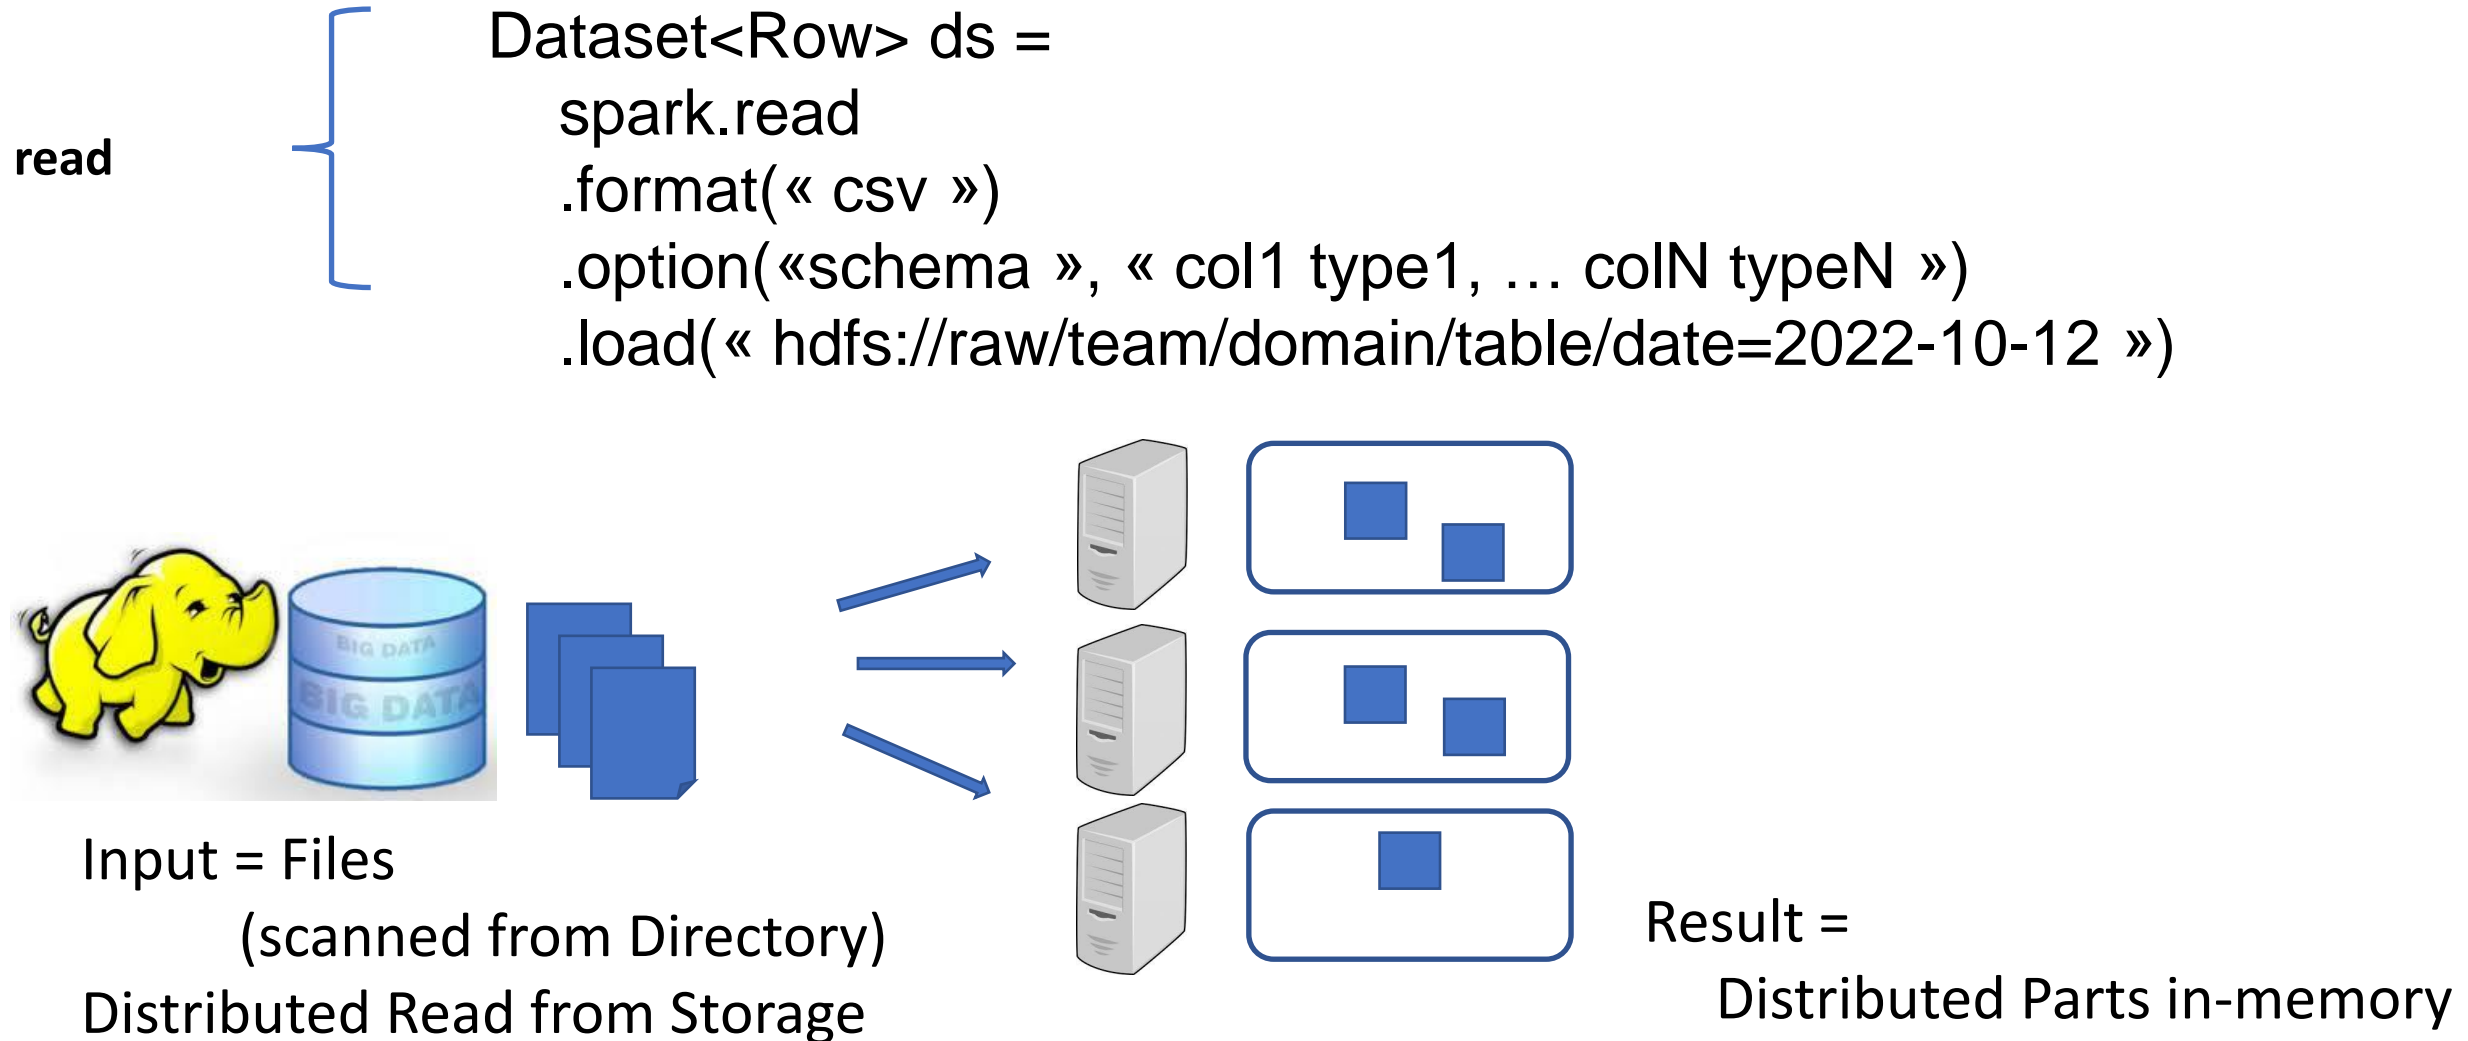 Dataset<Row> ds =
spark.read
read
.format(« csv »)
.option(«schema », « col1 type1, … colN typeN »)
.load(« hdfs://raw/team/domain/table/date=2022-10-12 »)
BIG DATA
BIG DATA
Input = Files
(scanned from Directory)
Distributed Read from Storage
Result =
Distributed Parts in-memory